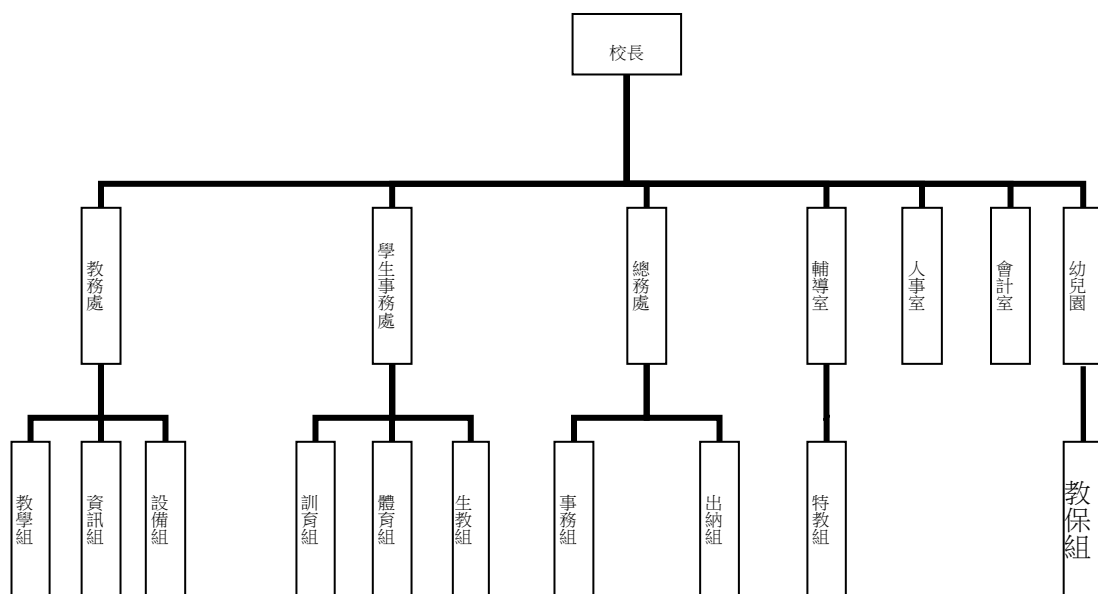 校長
教務處
學生事務處
總務處
輔導室
人事室
會計室
幼兒園
教學組
資訊組
設備組
訓育組
體育組
生教組
事務組
出納組
特教組
教保組